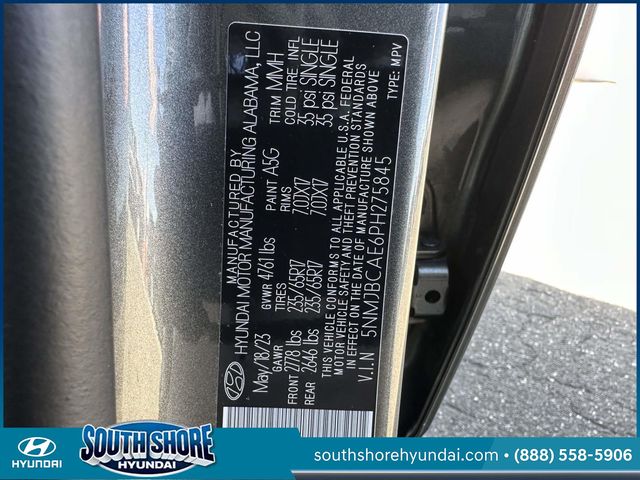 MANUFACTURED BY
HYUNDAI MOTOR MANUFACTURING ALABAMA, LLC
May/18/23 GVWR 4761 lbs PAINT A5G TRIM MMH
GAWR TIRES RIMS COLD TIRE INFL
FRONT 2778 lbs 235/65R17 7.0JX17 35 psi SINGLE
REAR 2646 lbs 235/65R17 7.0JX17 35 psi SINGLE
THIS VEHICLE CONFORMS TO ALL APPLICABLE U.S.A. FEDERAL
MOTOR VEHICLE SAFETY AND THEFT PREVENTION STANDARDS
IN EFFECT ON THE DATE OF MANUFACTURE SHOWN ABOVE
V.I.N 5NMJBCAE6PH275845 TYPE: MPV
HYUNDAI
SOUTH SHORE
HYUNDAI
southshorehyundai.com • (888) 558-5906